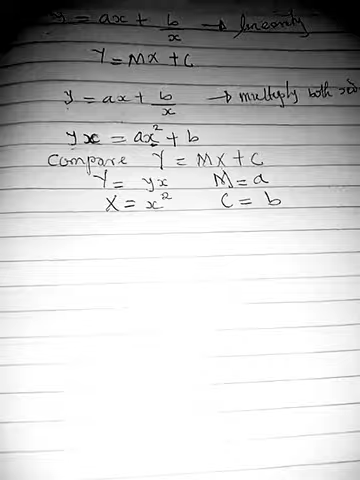 y = ax + b/x → linearity
Y = MX + C
y = ax + b/x → multiply both
yx = ax² + b
Compare Y = MX + C
Y = yx M = a
X = x² C = b